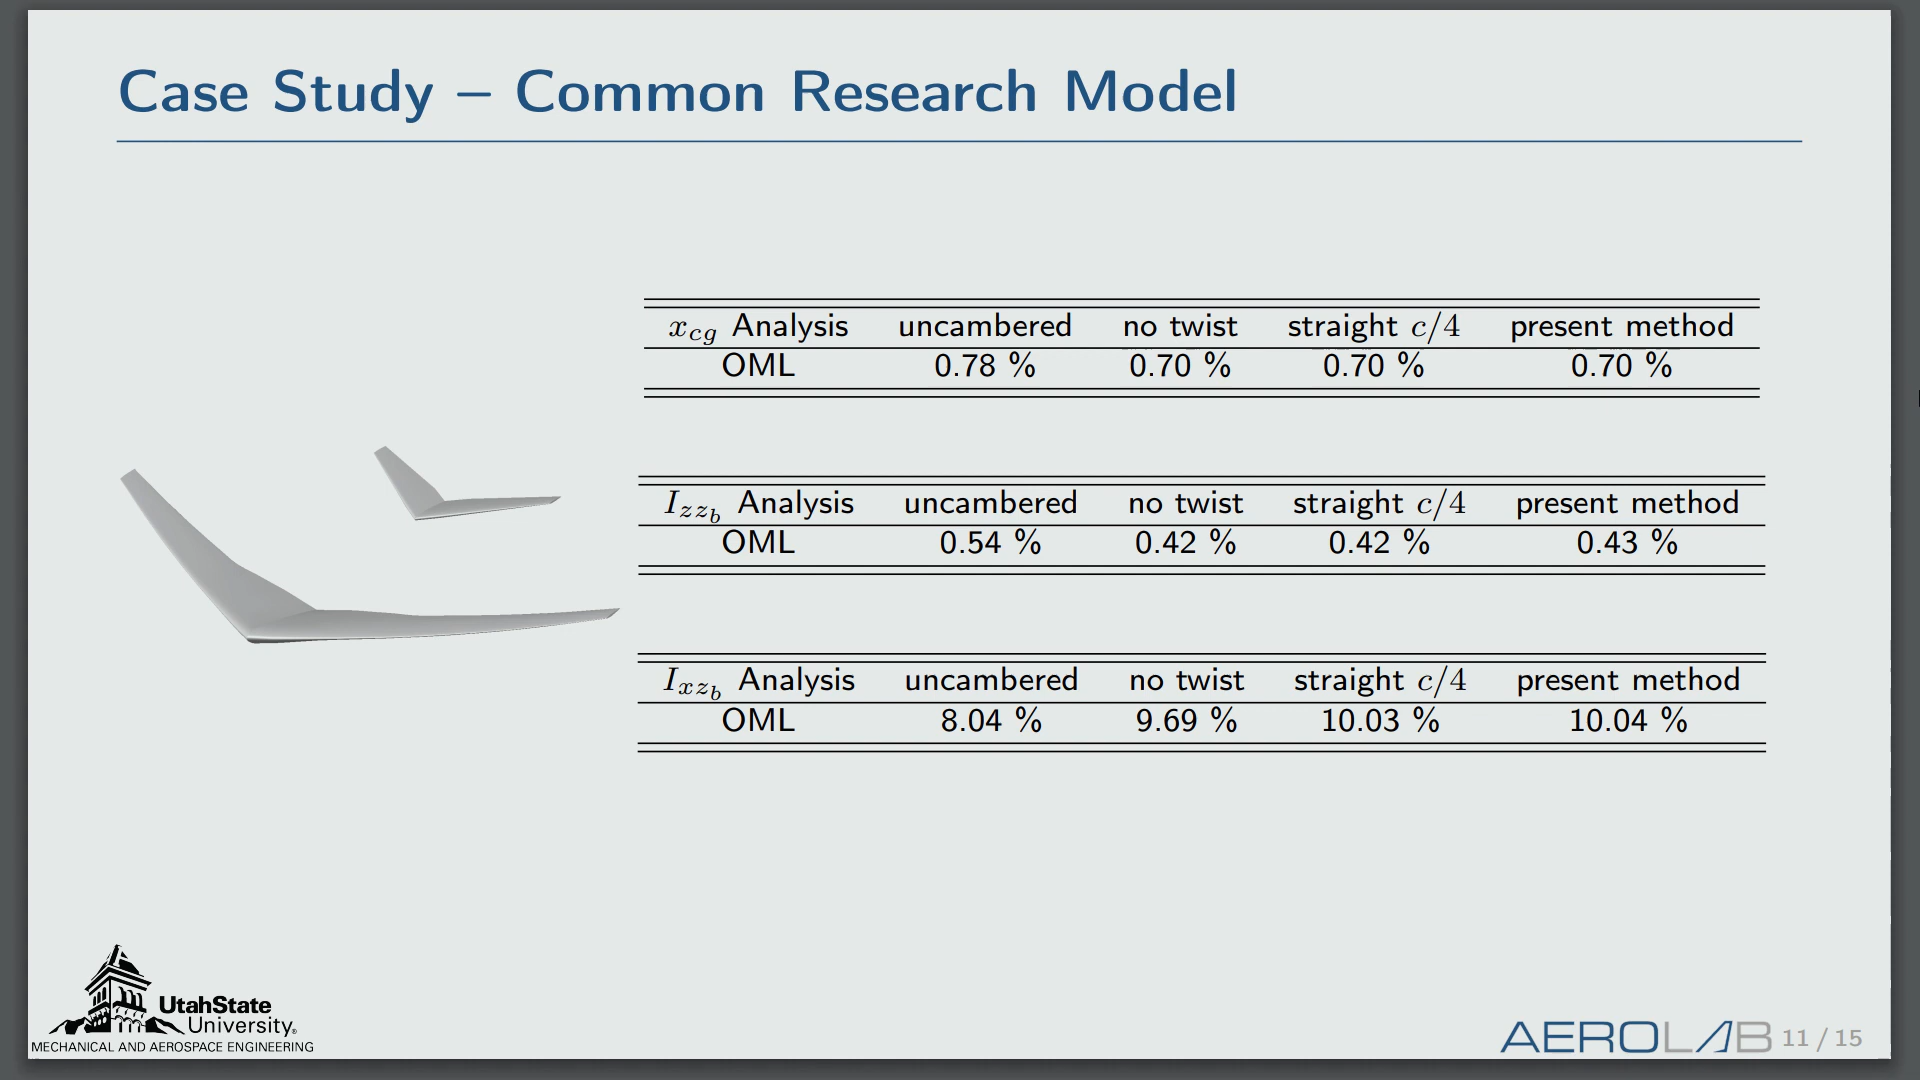 Case Study – Common Research Model
x_cg Analysis uncambered no twist straight c/4 present method
OML 0.78 % 0.70 % 0.70 % 0.70 %
I_zz_b Analysis uncambered no twist straight c/4 present method
OML 0.54 % 0.42 % 0.42 % 0.43 %
I_xz_b Analysis uncambered no twist straight c/4 present method
OML 8.04 % 9.69 % 10.03 % 10.04 %
UtahState
University®
MECHANICAL AND AEROSPACE ENGINEERING
AEROLAB 11 / 15